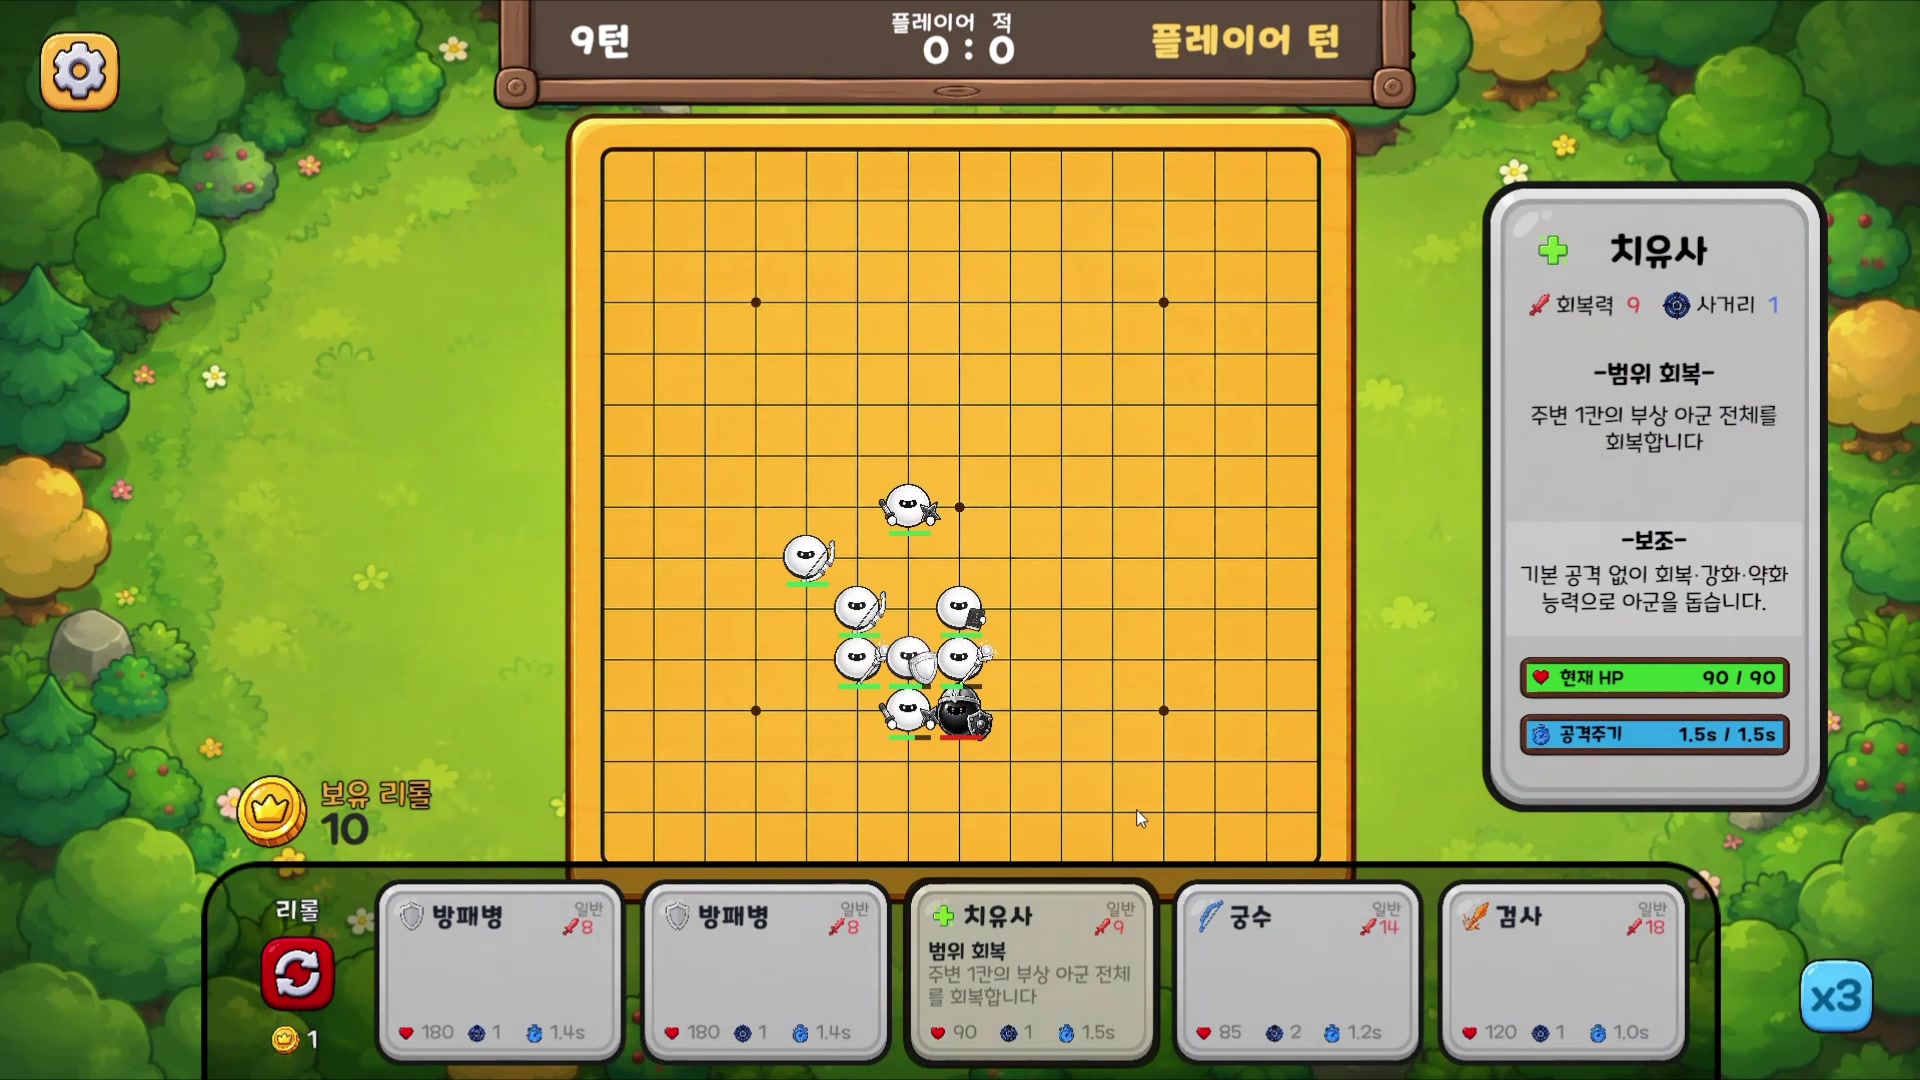 9턴
플레이어 적
0 : 0
플레이어 턴
치유사
회복력 9 사거리 1
-범위 회복-
주변 1칸의 부상 아군 전체를
회복합니다
-보조-
기본 공격 없이 회복·강화·약화
능력으로 아군을 돕습니다.
현재 HP 90 / 90
공격주기 1.5s / 1.5s
보유 리롤
10
리롤
1
방패병 일반
8
180 1 1.4s
방패병 일반
8
180 1 1.4s
치유사 일반
9
범위 회복
주변 1칸의 부상 아군 전체
를 회복합니다
90 1 1.5s
궁수 일반
14
85 2 1.2s
검사 일반
18
120 1 1.0s
x3